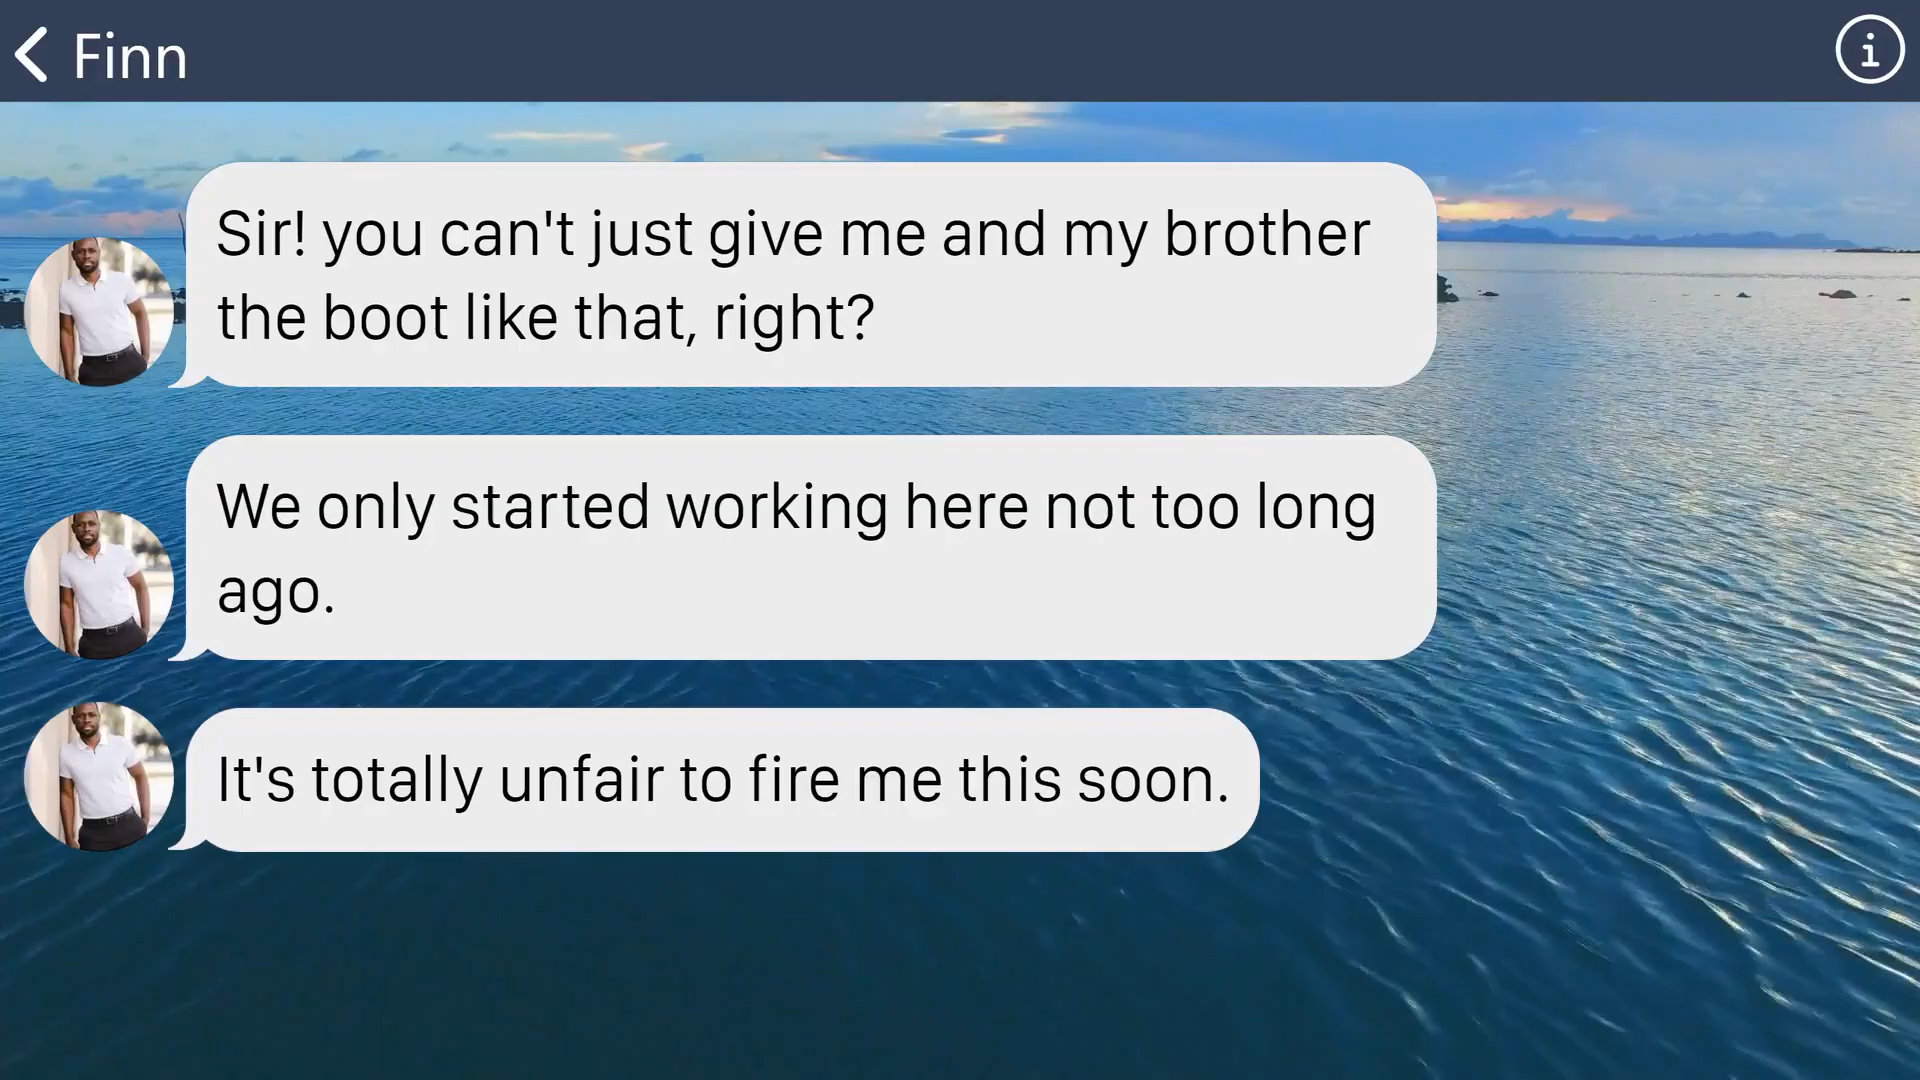 Finn
Sir! you can't just give me and my brother
the boot like that, right?
We only started working here not too long
ago.
It's totally unfair to fire me this soon.